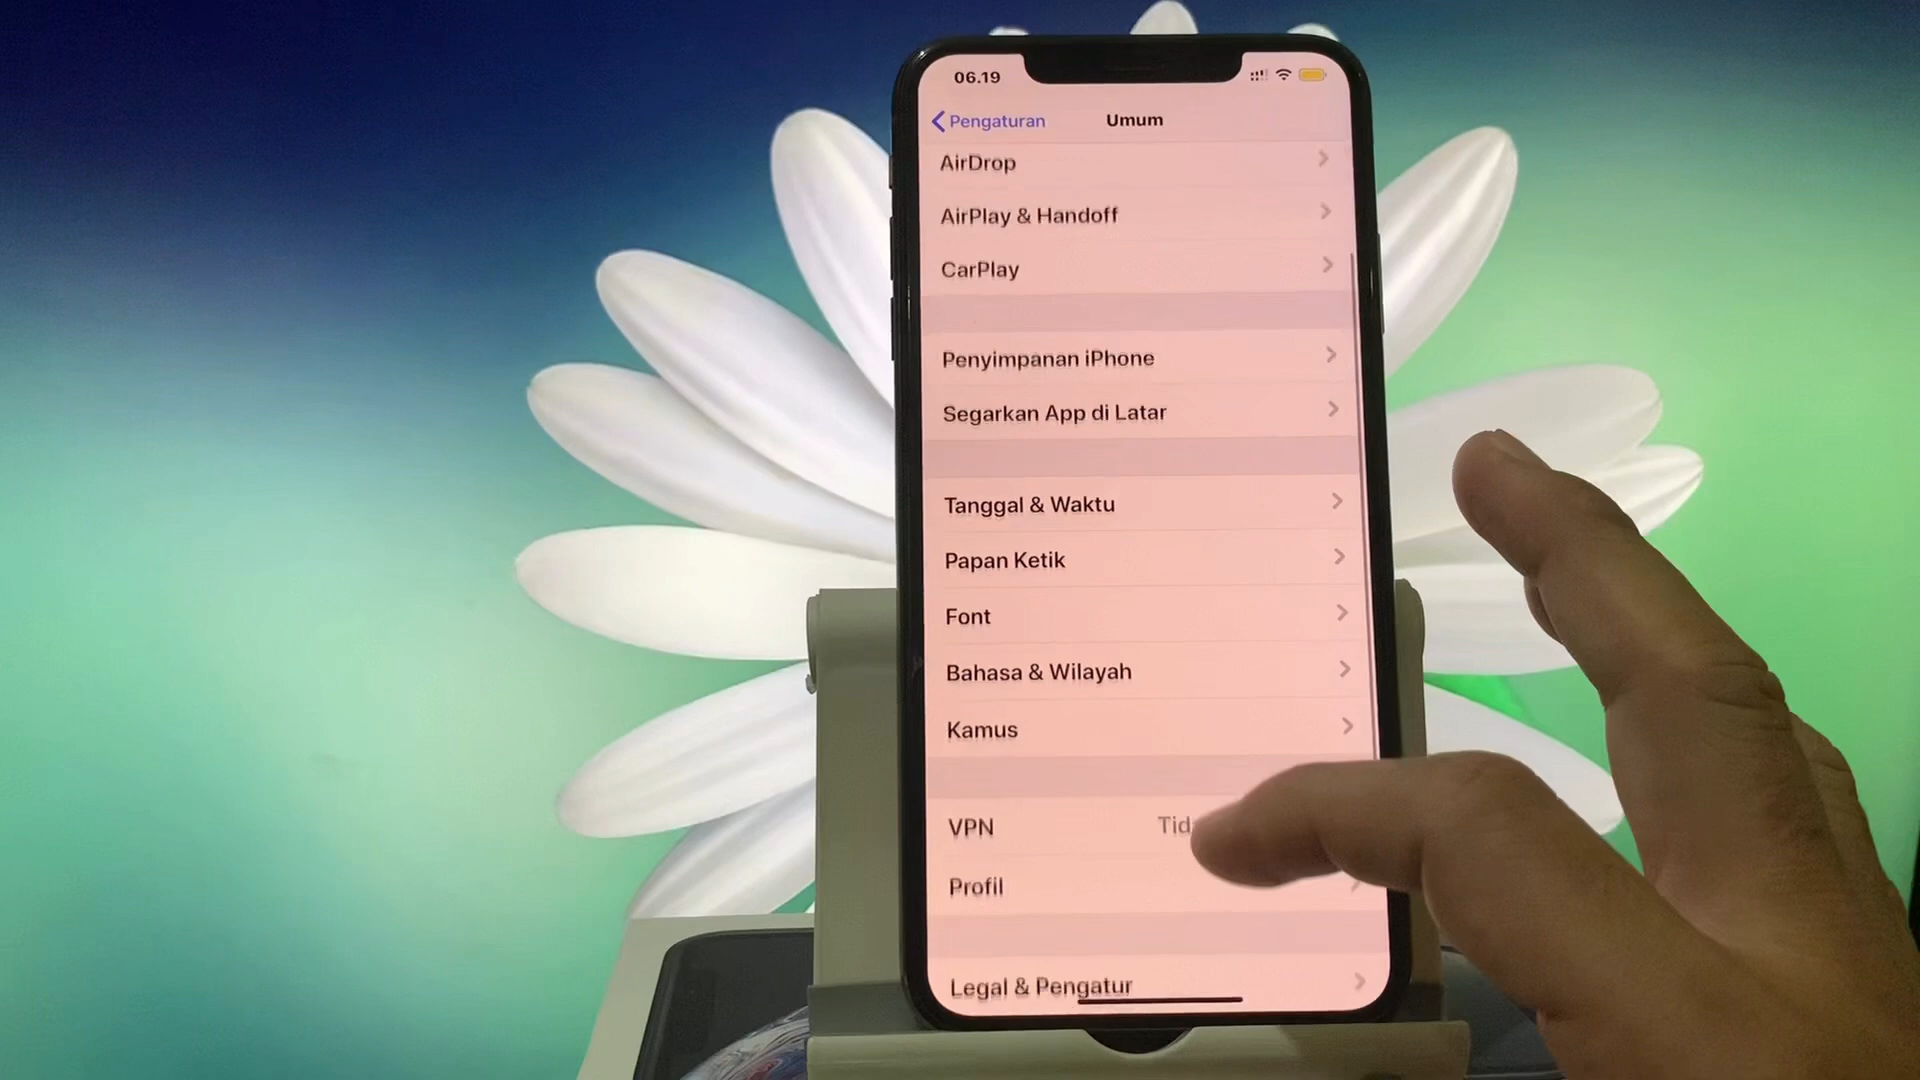 06.19
Pengaturan
Umum
AirDrop
AirPlay & Handoff
CarPlay
Penyimpanan iPhone
Segarkan App di Latar
Tanggal & Waktu
Papan Ketik
Font
Bahasa & Wilayah
Kamus
VPN
Profil
Legal & Pengatur